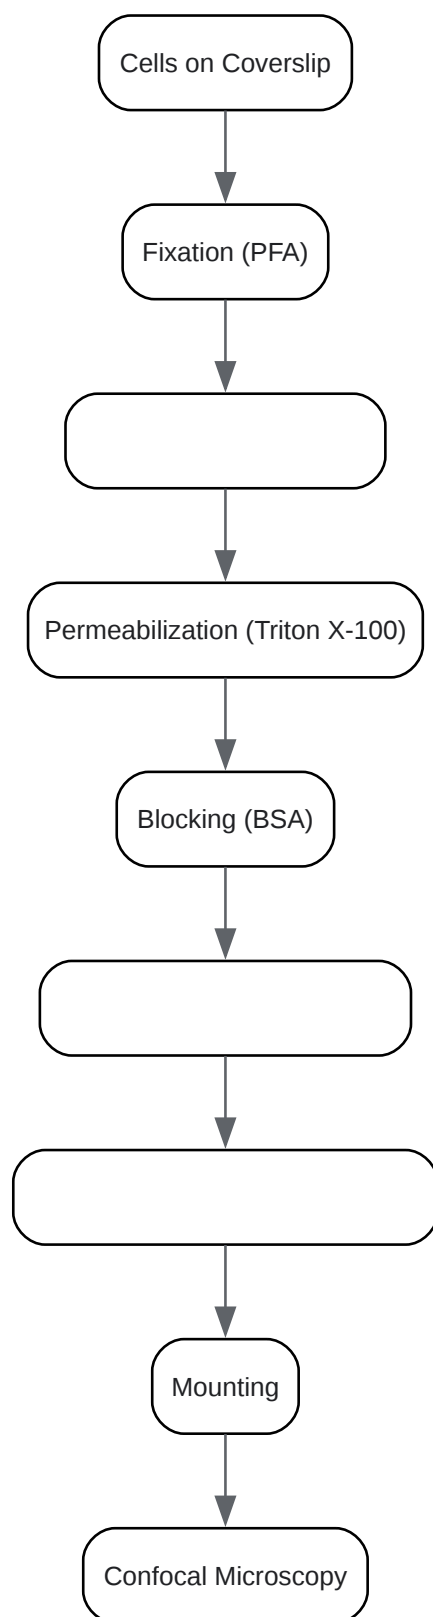 Cells on Coverslip
Fixation (PFA)
Permeabilization (Triton X-100)
Blocking (BSA)
Mounting
Confocal Microscopy